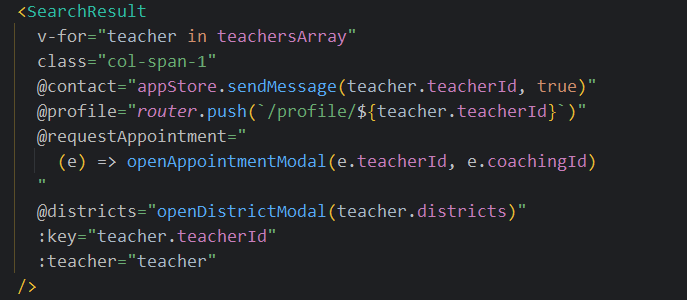 <SearchResult
v-for="teacher in teachersArray"
class="col-span-1"
@contact="appStore.sendMessage(teacher.teacherId, true)"
@profile="router.push(`/profile/${teacher.teacherId}`)"
@requestAppointment="
(e) => openAppointmentModal(e.teacherId, e.coachingId)
"
@districts="openDistrictModal(teacher.districts)"
:key="teacher.teacherId"
:teacher="teacher"
/>